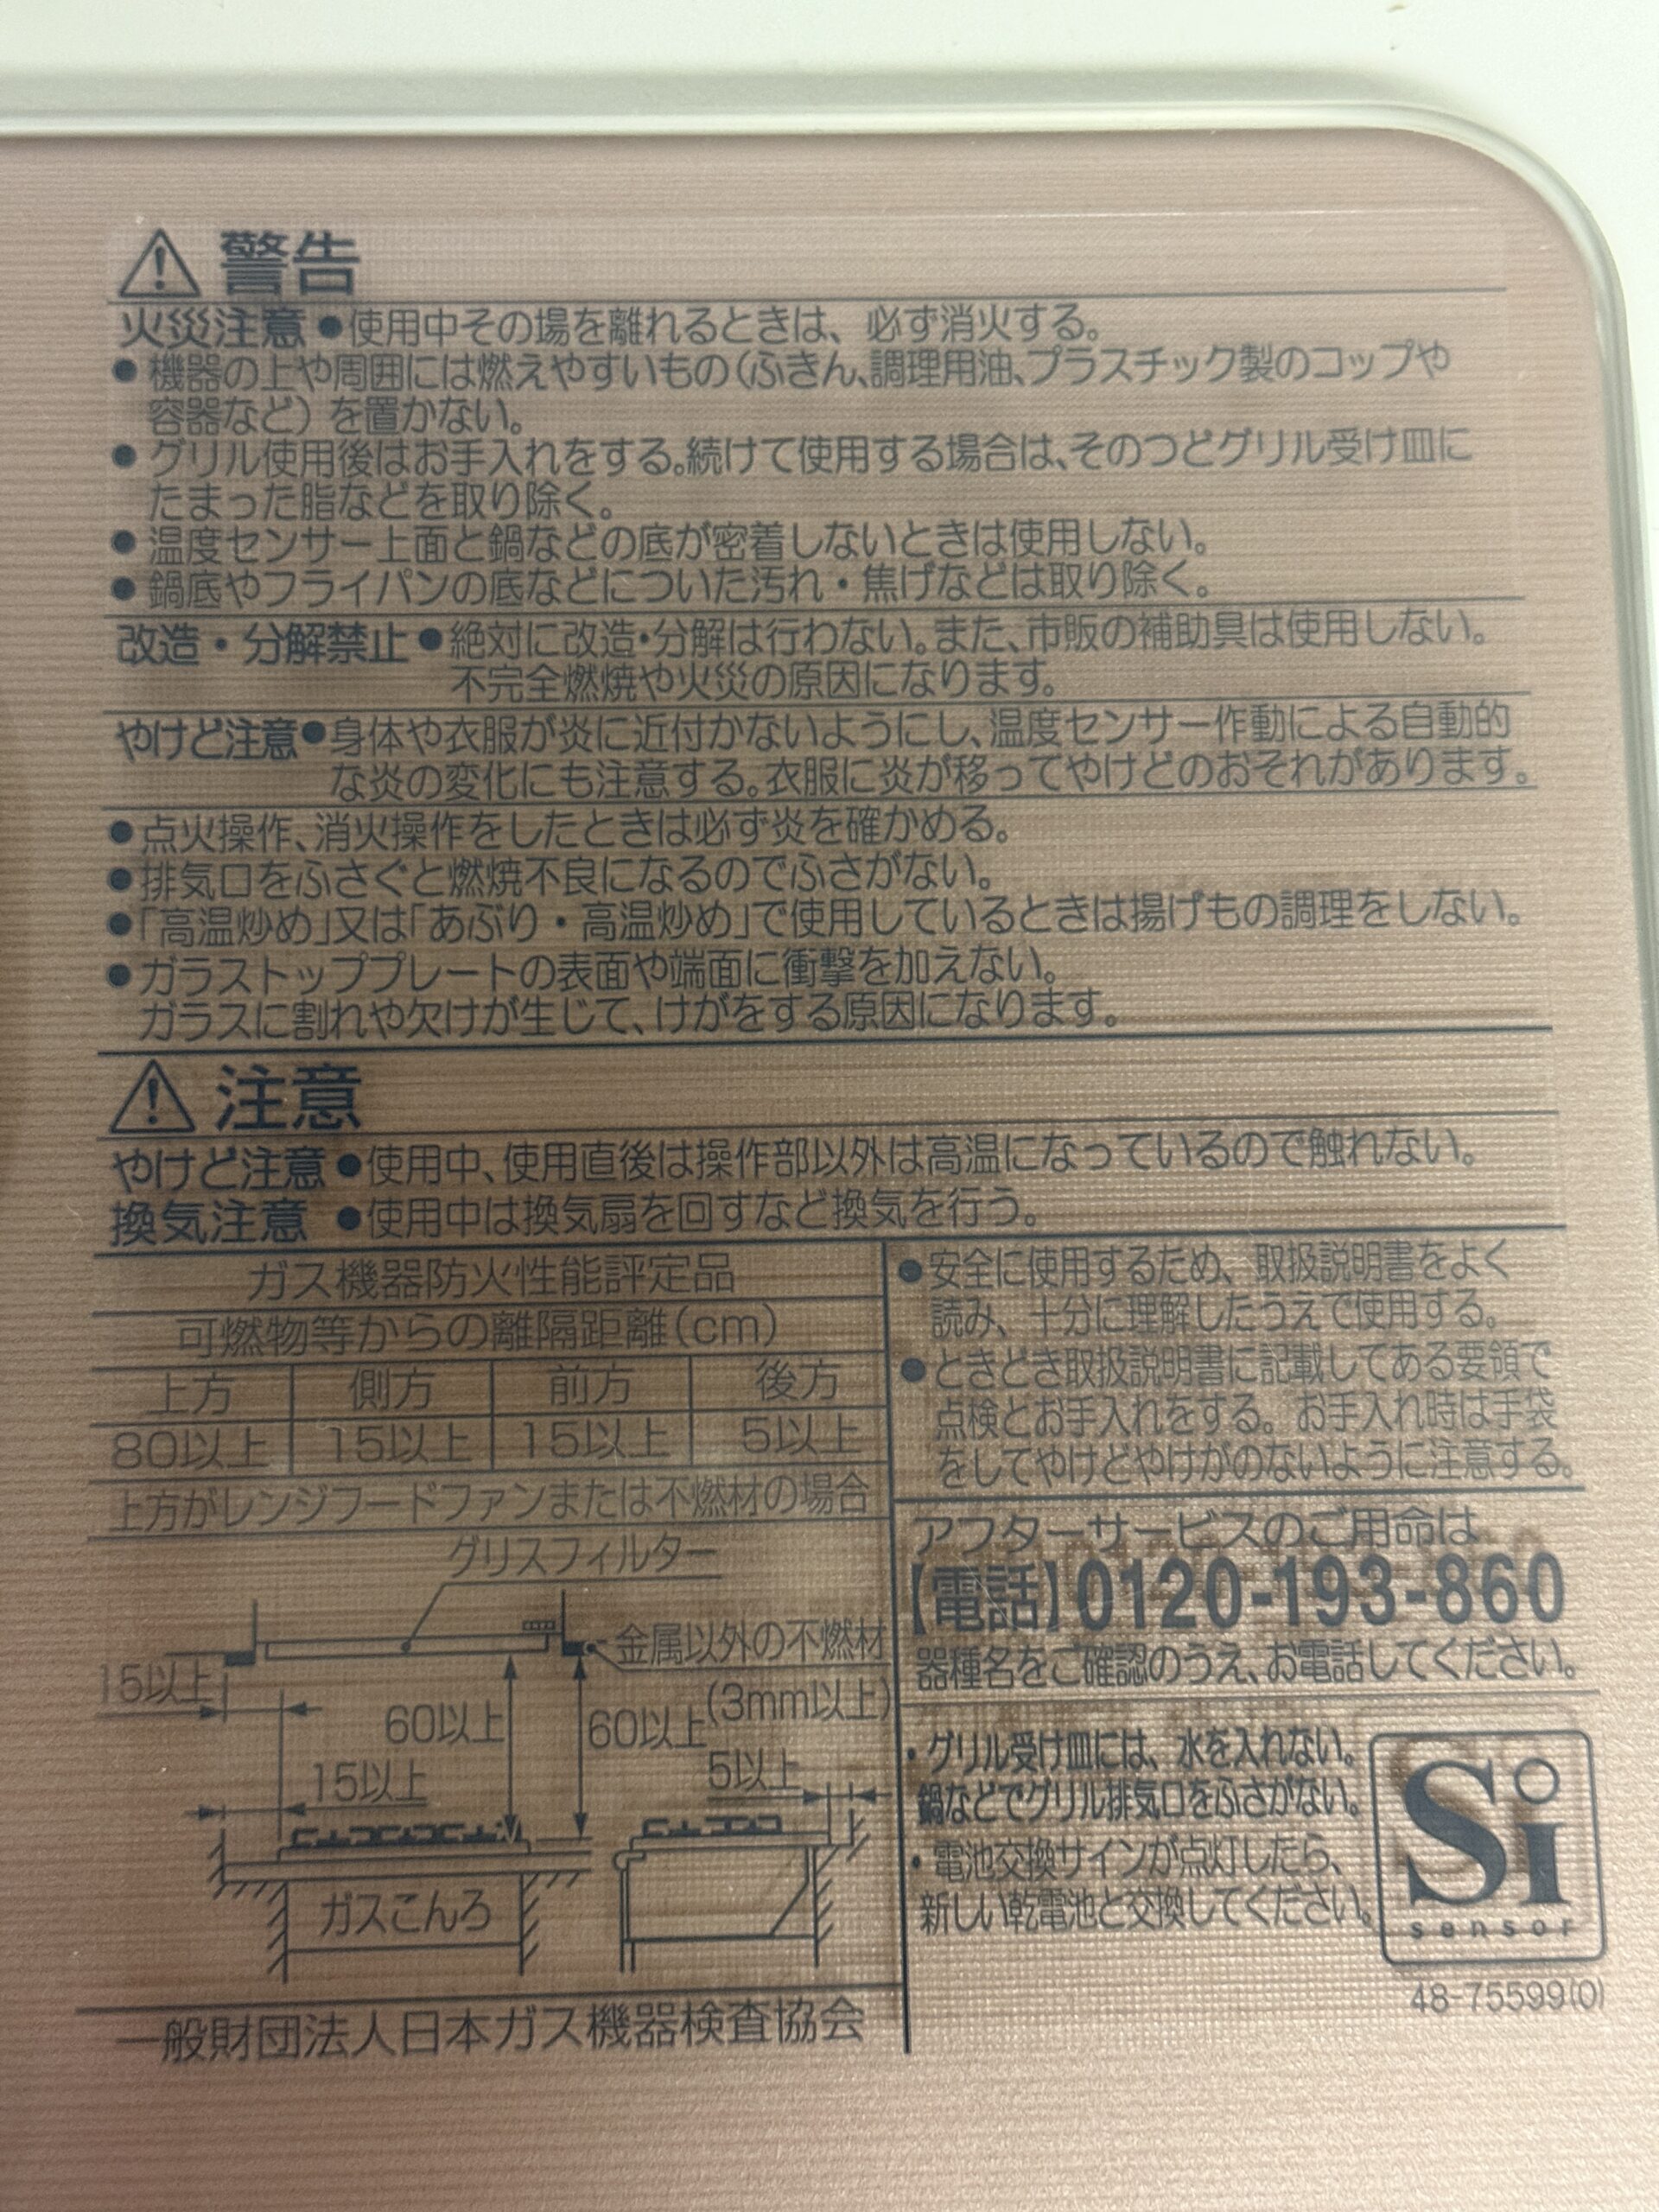 ⚠警告
火災注意 ●使用中その場を離れるときは、必ず消火する。
●機器の上や周囲には燃えやすいもの(ふきん、調理用油、プラスチック製のコップや
容器など)を置かない。
●グリル使用後はお手入れをする。続けて使用する場合は、そのつどグリル受け皿に
たまった脂などを取り除く。
●温度センサー上面と鍋などの底が密着しないときは使用しない。
●鍋底やフライパンの底などについた汚れ・焦げなどは取り除く。
改造・分解禁止 ●絶対に改造・分解は行わない。また、市販の補助具は使用しない。
不完全燃焼や火災の原因になります。
やけど注意 ●身体や衣服が炎に近付かないようにし、温度センサー作動による自動的
な炎の変化にも注意する。衣服に炎が移ってやけどのおそれがあります。
●点火操作、消火操作をしたときは必ず炎を確かめる。
●排気口をふさぐと燃焼不良になるのでふさがない。
●「高温炒め」又は「あぶり・高温炒め」で使用しているときは揚げもの調理をしない。
●ガラストッププレートの表面や端面に衝撃を加えない。
ガラスに割れや欠けが生じて、けがをする原因になります。
⚠注意
やけど注意 ●使用中、使用直後は操作部以外は高温になっているので触れない。
換気注意 ●使用中は換気扇を回すなど換気を行う。
ガス機器防火性能評定品
可燃物等からの離隔距離(cm)
上方 側方 前方 後方
80以上 15以上 15以上 5以上
上方がレンジフードファンまたは不燃材の場合
グリスフィルター
金属以外の不燃材
(3mm以上)
15以上
60以上
60以上
15以上
5以上
ガスこんろ
一般財団法人日本ガス機器検査協会
●安全に使用するため、取扱説明書をよく
読み、十分に理解したうえで使用する。
●ときどき取扱説明書に記載してある要領で
点検とお手入れをする。お手入れ時は手袋
をしてやけどやけがのないように注意する。
アフターサービスのご用命は
【電話】0120-193-860
器種名をご確認のうえ、お電話してください。
・グリル受け皿には、水を入れない。
鍋などでグリル排気口をふさがない。
・電池交換サインが点灯したら、
新しい乾電池と交換してください。
Si
sensor
48-75599(0)